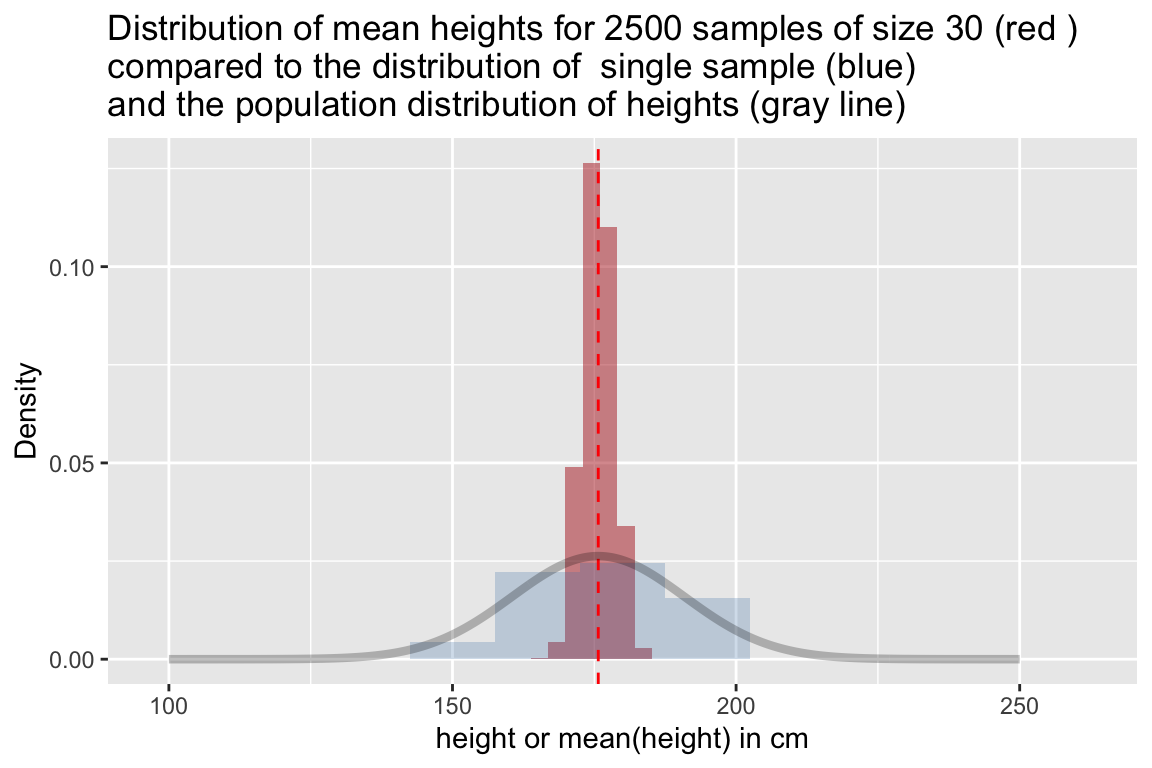 Distribution of mean heights for 2500 samples of size 30 (red )
compared to the distribution of  single sample (blue)
and the population distribution of heights (gray line)
Density
0.10
0.05
0.00
100
150
200
250
height or mean(height) in cm